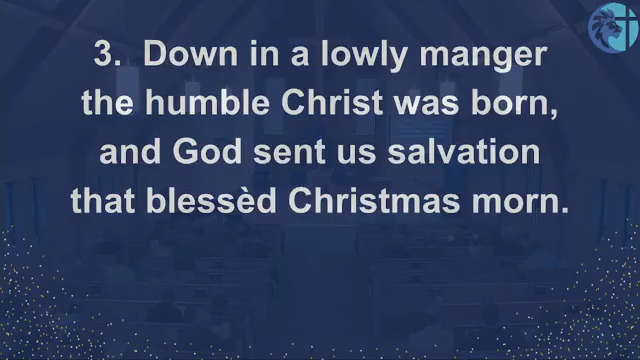 3. Down in a lowly manger
the humble Christ was born,
and God sent us salvation
that blessèd Christmas morn.